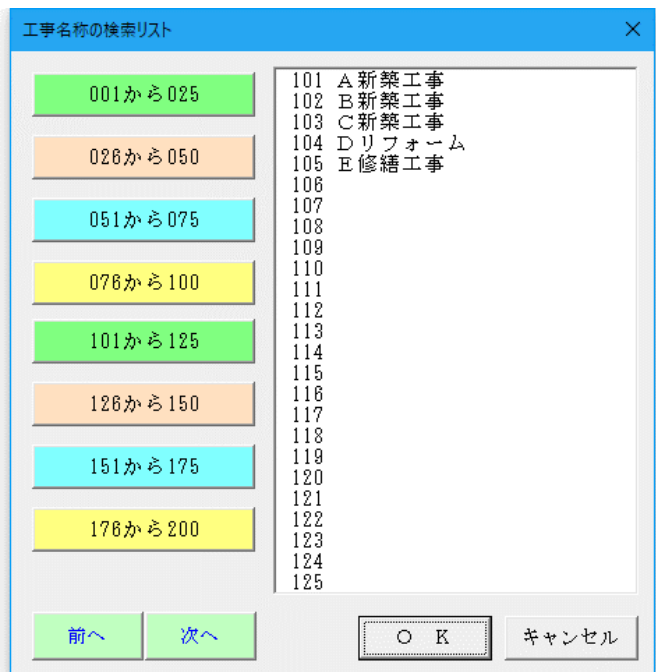 工事名称の検索リスト
001から025
026から050
051から075
076から100
101から125
126から150
151から175
176から200
前へ
次へ
101 A新築工事
102 B新築工事
103 C新築工事
104 Dリフォーム
105 E修繕工事
106
107
108
109
110
111
112
113
114
115
116
117
118
119
120
121
122
123
124
125
O K
キャンセル